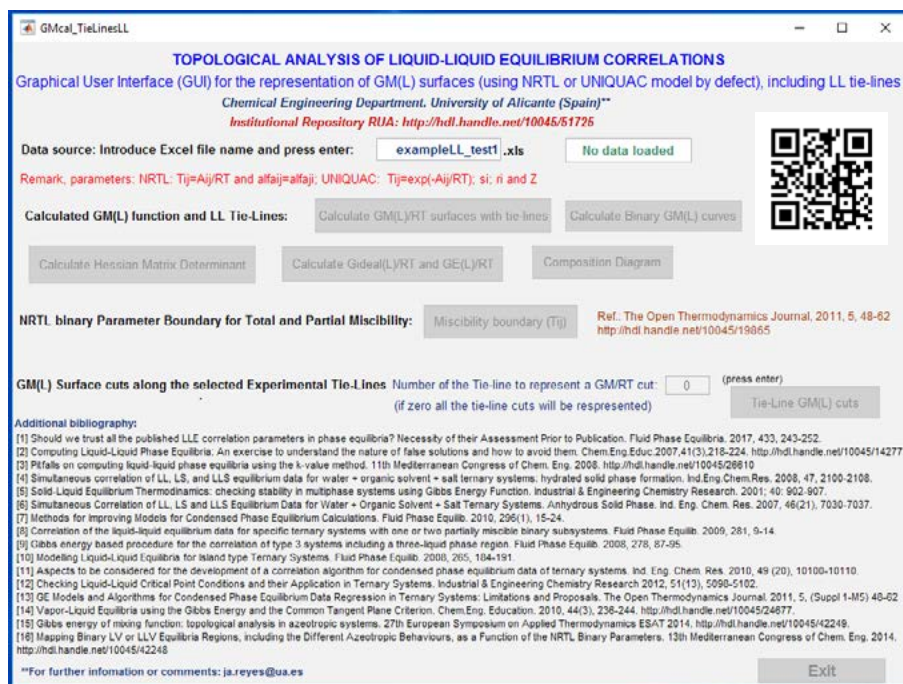 GMcal_TieLinesLL
TOPOLOGICAL ANALYSIS OF LIQUID-LIQUID EQUILIBRIUM CORRELATIONS
Graphical User Interface (GUI) for the representation of GM(L) surfaces (using NRTL or UNIQUAC model by defect), including LL tie-lines
Chemical Engineering Department. University of Alicante (Spain)**
Institutional Repository RUA: http://hdl.handle.net/10045/51725
Data source: Introduce Excel file name and press enter: exampleLL_test1 .xls No data loaded
Remark, parameters: NRTL: Tij=Aij/RT and alfaij=alfaji; UNIQUAC: Tij=exp(-Aij/RT); si; ri and Z
Calculated GM(L) function and LL Tie-Lines: Calculate GM(L)/RT surfaces with tie-lines Calculate Binary GM(L) curves
Calculate Hessian Matrix Determinant Calculate Gideal(L)/RT and GE(L)/RT Composition Diagram
NRTL binary Parameter Boundary for Total and Partial Miscibility: Miscibility boundary (Tij) Ref.: The Open Thermodynamics Journal, 2011, 5, 48-62
http://hdl.handle.net/10045/19865
GM(L) Surface cuts along the selected Experimental Tie-Lines Number of the Tie-line to represent a GM/RT cut: 0 (press enter)
(if zero all the tie-line cuts will be respresented) Tie-Line GM(L) cuts
Additional bibliography:
[1] Should we trust all the published LLE correlation parameters in phase equilibria? Necessity of their Assessment Prior to Publication. Fluid Phase Equilibria. 2017, 433, 243-252.
[2] Computing Liquid-Liquid Phase Equilibria: An exercise to understand the nature of false solutions and how to avoid them. Chem.Eng.Educ.2007,41(3),218-224. http://hdl.handle.net/10045/14277
[3] Pitfalls on computing liquid-liquid phase equilibria using the k-value method. 11th Mediterranean Congress of Chem. Eng. 2008. http://hdl.handle.net/10045/26610
[4] Simultaneous correlation of LL, LS, and LLS equilibrium data for water + organic solvent + salt ternary systems: hydrated solid phase formation. Ind.Eng.Chem.Res. 2008, 47, 2100-2108.
[5] Solid-Liquid Equilibrium Thermodinamics: checking stability in multiphase systems using Gibbs Energy Function. Industrial & Engineering Chemistry Research. 2001; 40: 902-907.
[6] Simultaneous Correlation of LL, LS and LLS Equilibrium Data for Water + Organic Solvent + Salt Ternary Systems. Anhydrous Solid Phase. Ind. Eng. Chem. Res. 2007, 46(21), 7030-7037.
[7] Methods for Improving Models for Condensed Phase Equilibrium Calculations. Fluid Phase Equilib. 2010, 296(1), 15-24.
[8] Correlation of the liquid-liquid equilibrium data for specific ternary systems with one or two partially miscible binary subsystems. Fluid Phase Equilib. 2009, 281, 9-14.
[9] Gibbs energy based procedure for the correlation of type 3 systems including a three-liquid phase region. Fluid Phase Equilib. 2008, 278, 87-95.
[10] Modelling Liquid-Liquid Equilibria for Island type Ternary Systems. Fluid Phase Equilib. 2008, 265, 184-191.
[11] Aspects to be considered for the development of a correlation algorithm for condensed phase equilibrium data of ternary systems. Ind. Eng. Chem. Res. 2010, 49 (20), 10100-10110.
[12] Checking Liquid-Liquid Critical Point Conditions and their Application in Ternary Systems. Industrial & Engineering Chemistry Research 2012, 51(13), 5098-5102.
[13] GE Models and Algorithms for Condensed Phase Equilibrium Data Regression in Ternary Systems: Limitations and Proposals. The Open Thermodynamics Journal. 2011, 5, (Suppl 1-M5) 48-62
[14] Vapor-Liquid Equilibria using the Gibbs Energy and the Common Tangent Plane Criterion. Chem.Eng. Education. 2010, 44(3), 236-244. http://hdl.handle.net/10045/24677.
[15] Gibbs energy of mixing function: topological analysis in azeotropic systems. 27th European Symposium on Applied Thermodynamics ESAT 2014. http://hdl.handle.net/10045/42249.
[16] Mapping Binary LV or LLV Equilibria Regions, including the Different Azeotropic Behaviours, as a Function of the NRTL Binary Parameters. 13th Mediterranean Congress of Chem. Eng. 2014.
http://hdl.handle.net/10045/42248
**For further infomation or comments: ja.reyes@ua.es Exit